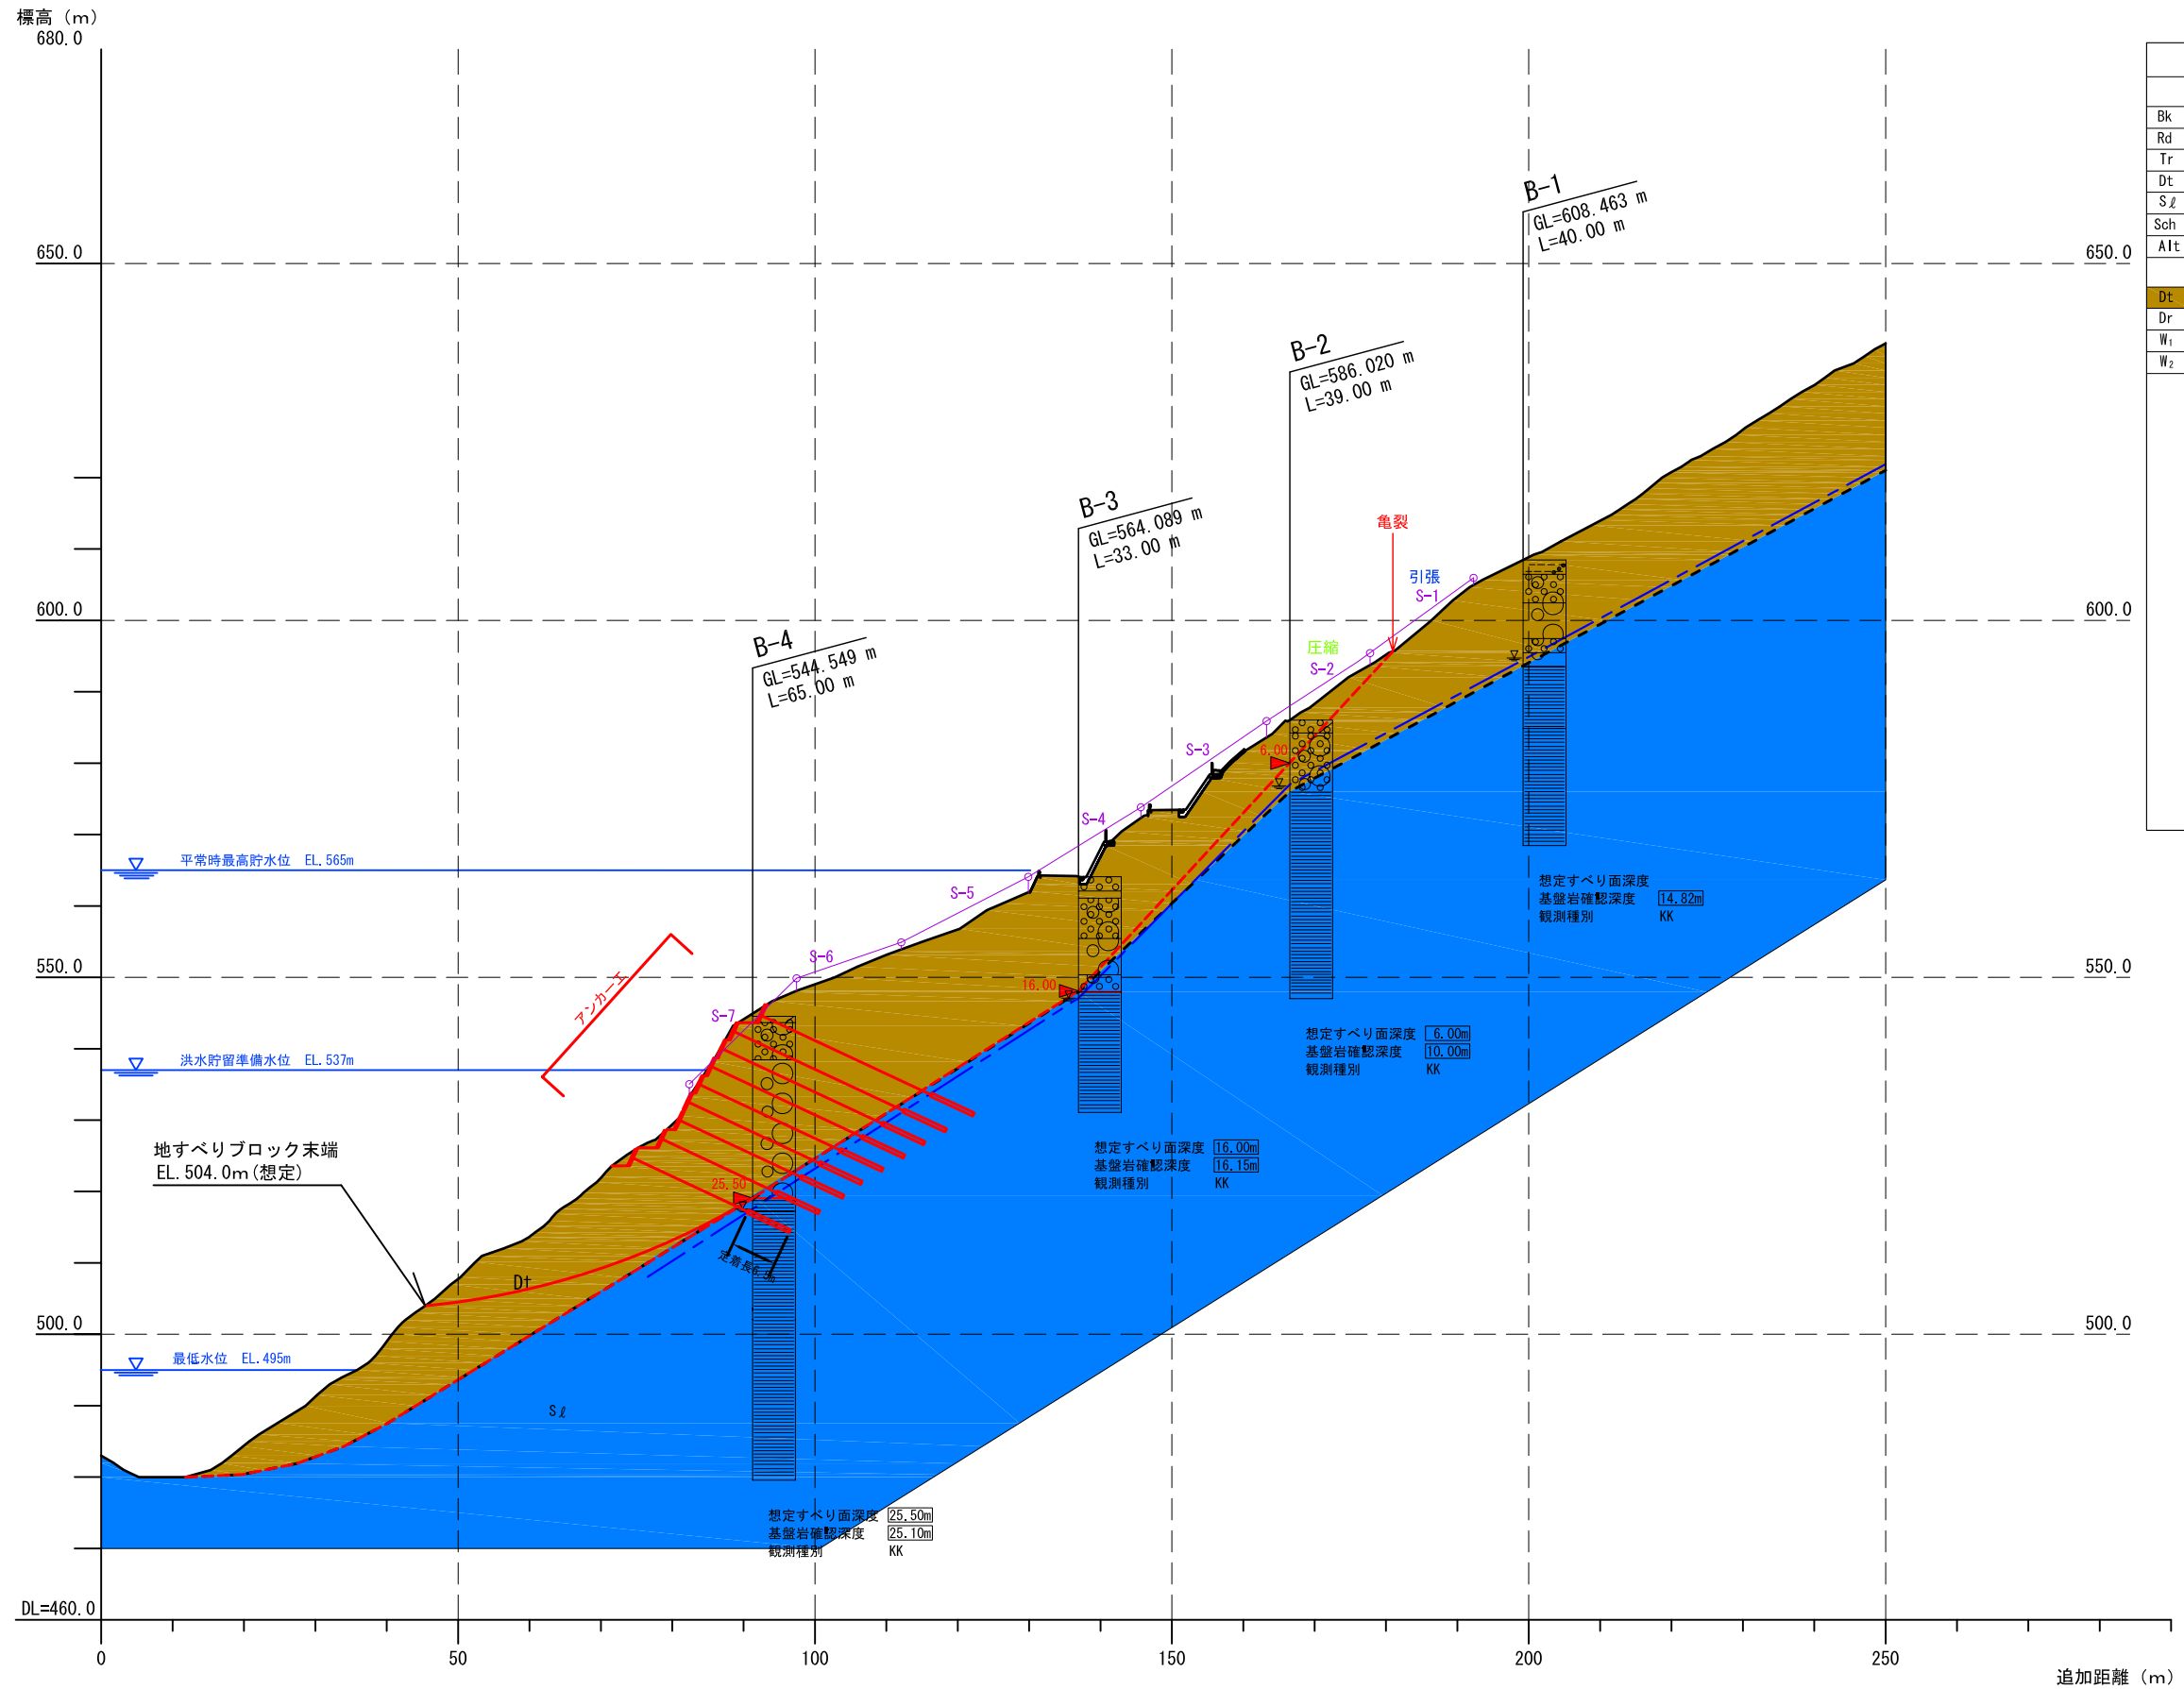 標高（ｍ）
680.0
650.0
600.0
550.0
500.0
DL=460.0
650.0
600.0
550.0
500.0
Bk
Rd
Tr
Dt
Sℓ
Sch
Alt
Dt
Dr
W₁
W₂
B-1
GL=608.463 m
L=40.00 m
B-2
GL=586.020 m
L=39.00 m
B-3
GL=564.089 m
L=33.00 m
B-4
GL=544.549 m
L=65.00 m
亀裂
引張
S-1
圧縮
S-2
S-3
6.00
S-4
S-5
S-6
S-7
16.00
25.50
平常時最高貯水位　EL.565m
洪水貯留準備水位　EL.537m
最低水位　EL.495m
アンカー工
地すべりブロック末端
EL.504.0ｍ(想定)
Dt
Sℓ
定着長6.5m
想定すべり面深度
基盤岩確認深度　14.82m
観測種別　KK
想定すべり面深度　6.00m
基盤岩確認深度　10.00m
観測種別　KK
想定すべり面深度　16.00m
基盤岩確認深度　16.15m
観測種別　KK
想定すべり面深度　25.50m
基盤岩確認深度　25.10m
観測種別　KK
0
50
100
150
200
250
追加距離（ｍ）